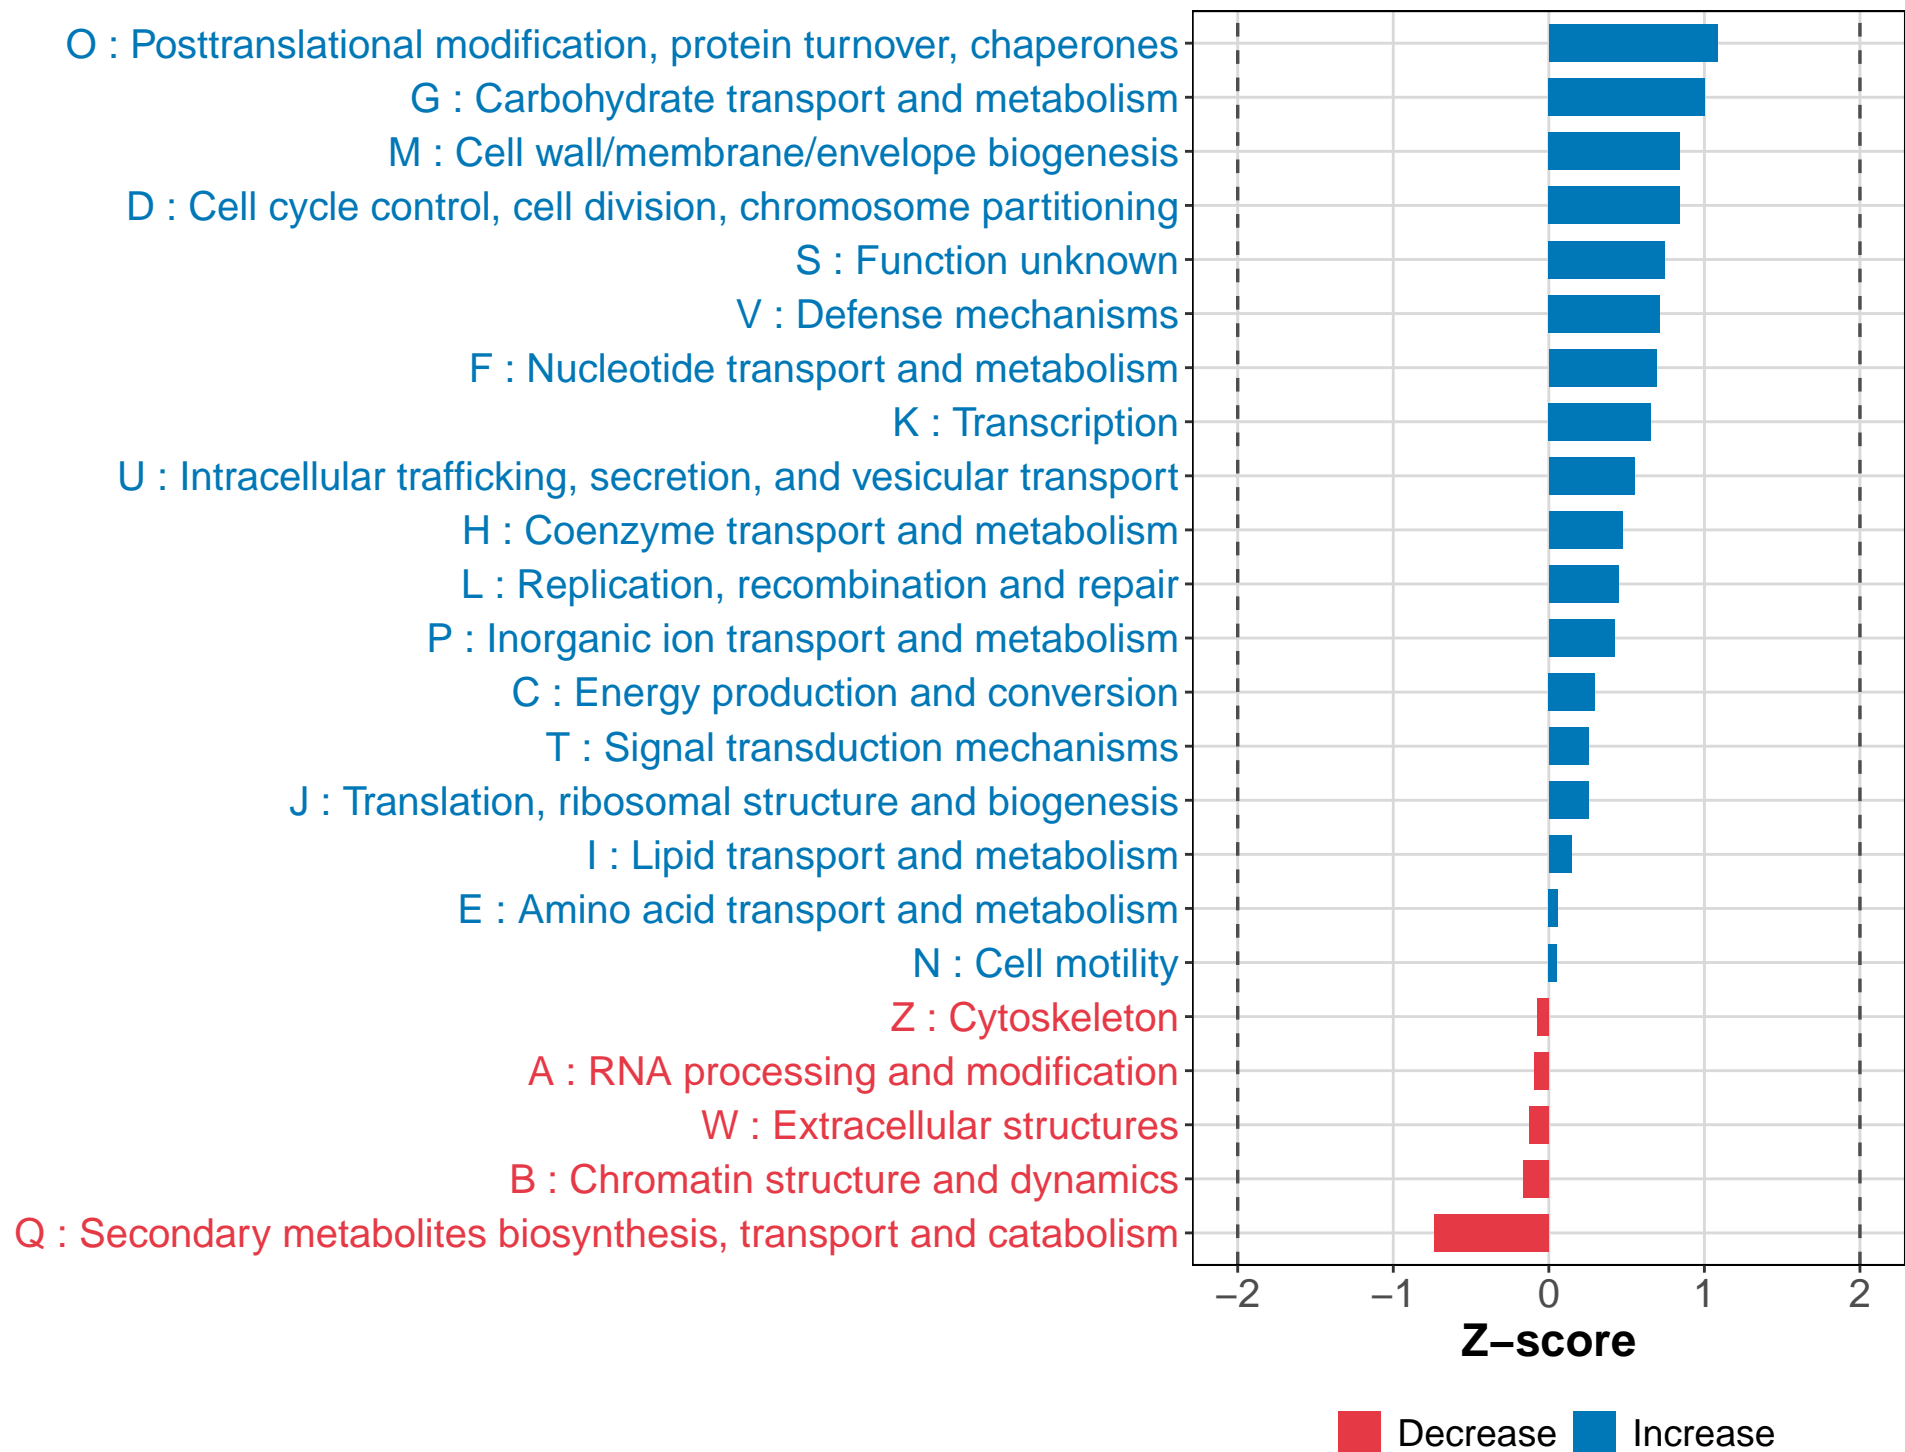 O : Posttranslational modification, protein turnover, chaperones
G : Carbohydrate transport and metabolism
M : Cell wall/membrane/envelope biogenesis
D : Cell cycle control, cell division, chromosome partitioning
S : Function unknown
V : Defense mechanisms
F : Nucleotide transport and metabolism
K : Transcription
U : Intracellular trafficking, secretion, and vesicular transport
H : Coenzyme transport and metabolism
L : Replication, recombination and repair
P : Inorganic ion transport and metabolism
C : Energy production and conversion
T : Signal transduction mechanisms
J : Translation, ribosomal structure and biogenesis
I : Lipid transport and metabolism
E : Amino acid transport and metabolism
N : Cell motility
Z : Cytoskeleton
A : RNA processing and modification
W : Extracellular structures
B : Chromatin structure and dynamics
Q : Secondary metabolites biosynthesis, transport and catabolism
−2 −1 0 1 2
Z−score
Decrease Increase